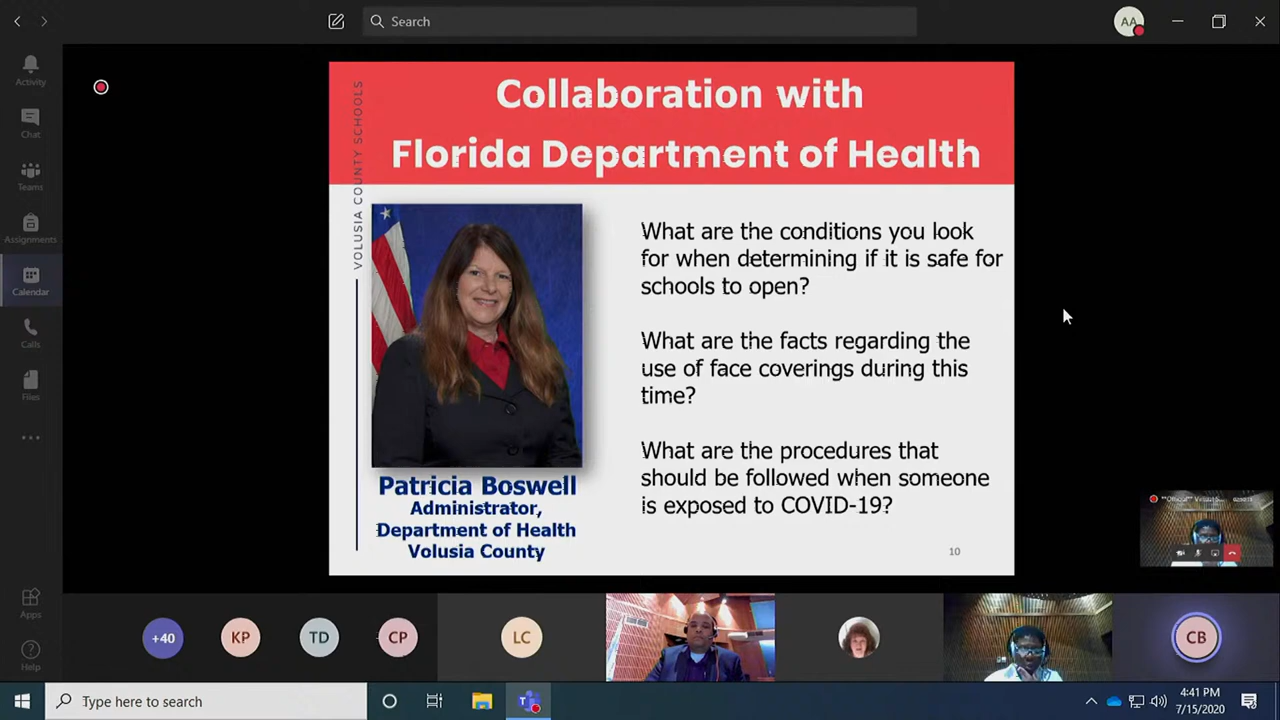 Search
AA
Activity
Chat
Teams
Assignments
Calendar
Calls
Files
Apps
Help
VOLUSIA COUNTY SCHOOLS
Collaboration with
Florida Department of Health
What are the conditions you look
for when determining if it is safe for
schools to open?
What are the facts regarding the
use of face coverings during this
time?
What are the procedures that
should be followed when someone
is exposed to COVID-19?
Patricia Boswell
Administrator,
Department of Health
Volusia County
10
+40
KP
TD
CP
LC
CB
Type here to search
4:41 PM
7/15/2020